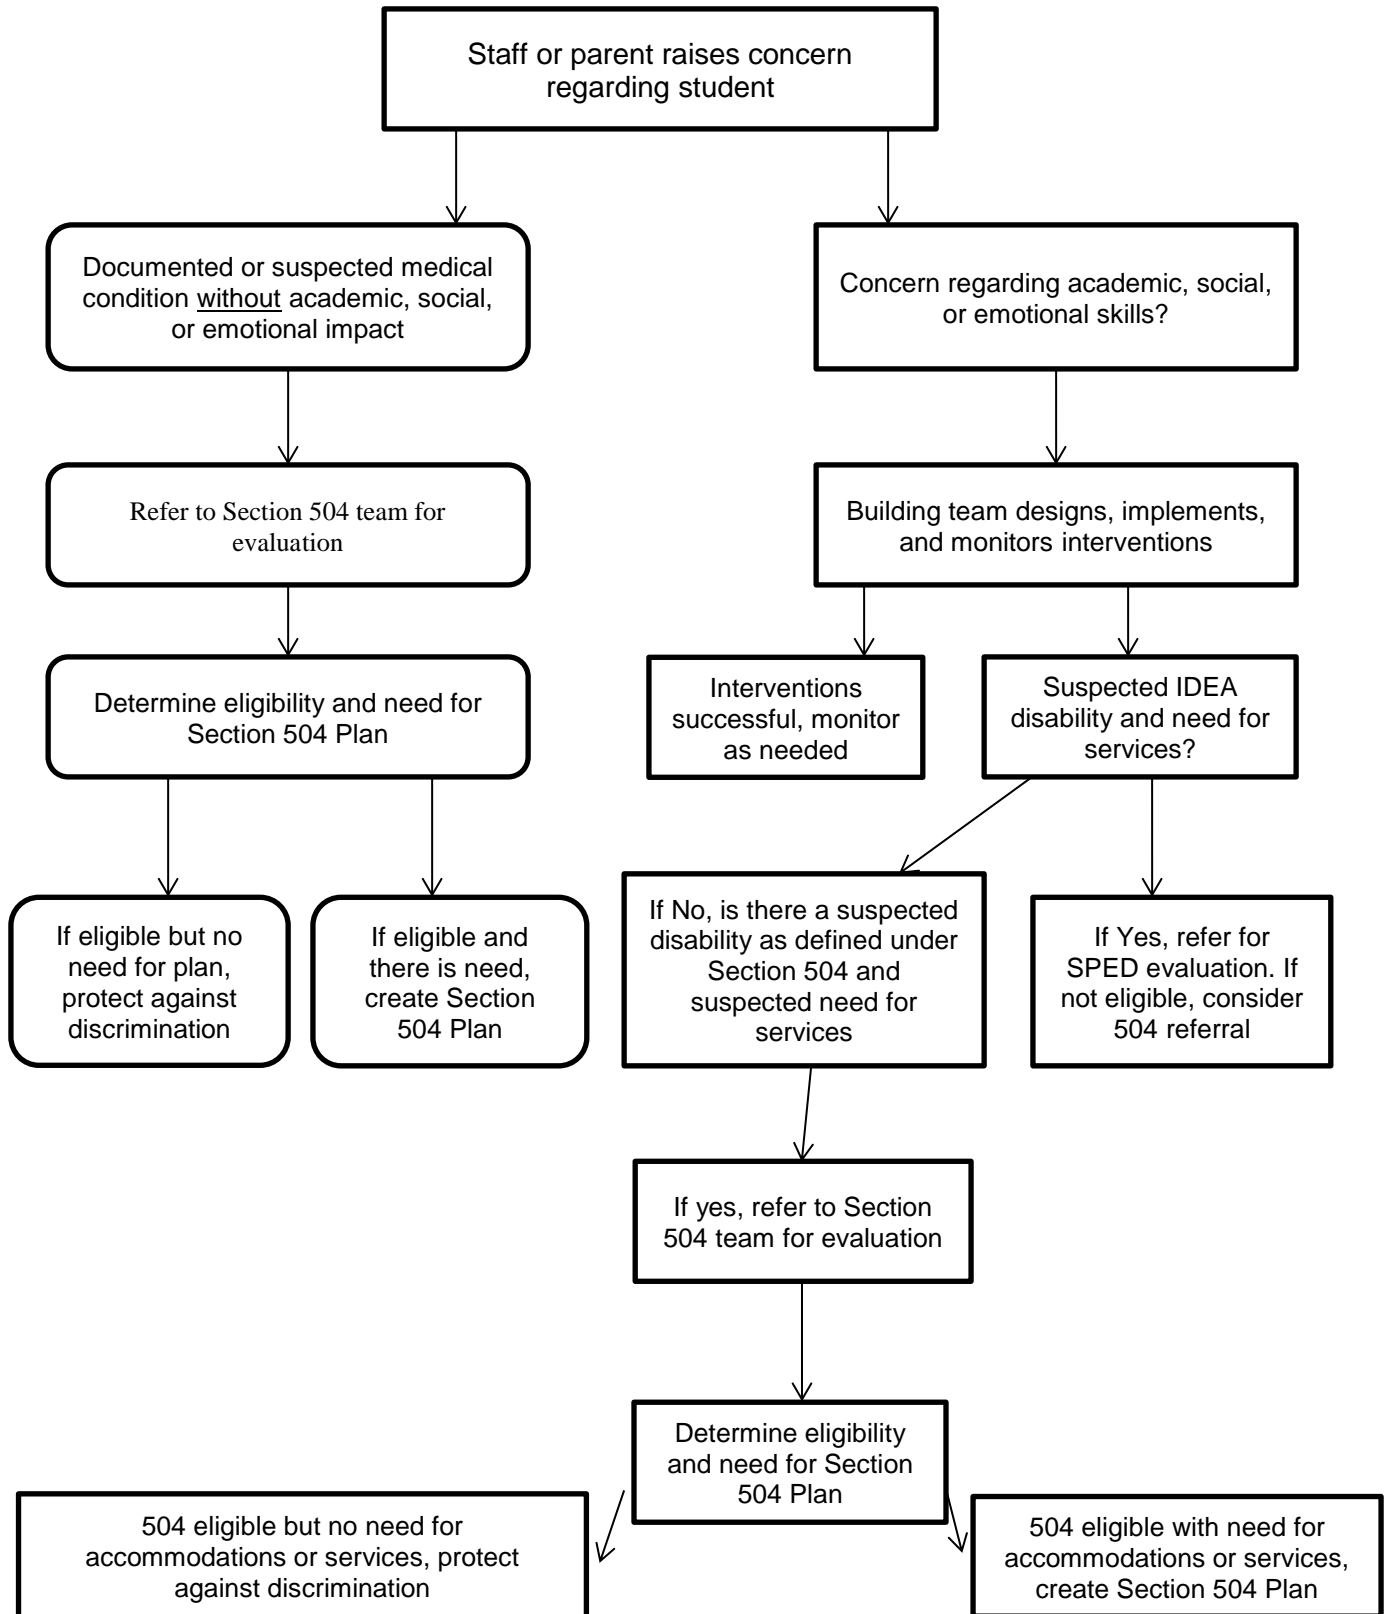 Staff or parent raises concern
regarding student
Documented or suspected medical
condition without academic, social,
or emotional impact
Concern regarding academic, social,
or emotional skills?
Refer to Section 504 team for
evaluation
Building team designs, implements,
and monitors interventions
Determine eligibility and need for
Section 504 Plan
Interventions
successful, monitor
as needed
Suspected IDEA
disability and need for
services?
If eligible but no
need for plan,
protect against
discrimination
If eligible and
there is need,
create Section
504 Plan
If No, is there a suspected
disability as defined under
Section 504 and
suspected need for
services
If Yes, refer for
SPED evaluation. If
not eligible, consider
504 referral
If yes, refer to Section
504 team for evaluation
Determine eligibility
and need for Section
504 Plan
504 eligible but no need for
accommodations or services, protect
against discrimination
504 eligible with need for
accommodations or services,
create Section 504 Plan